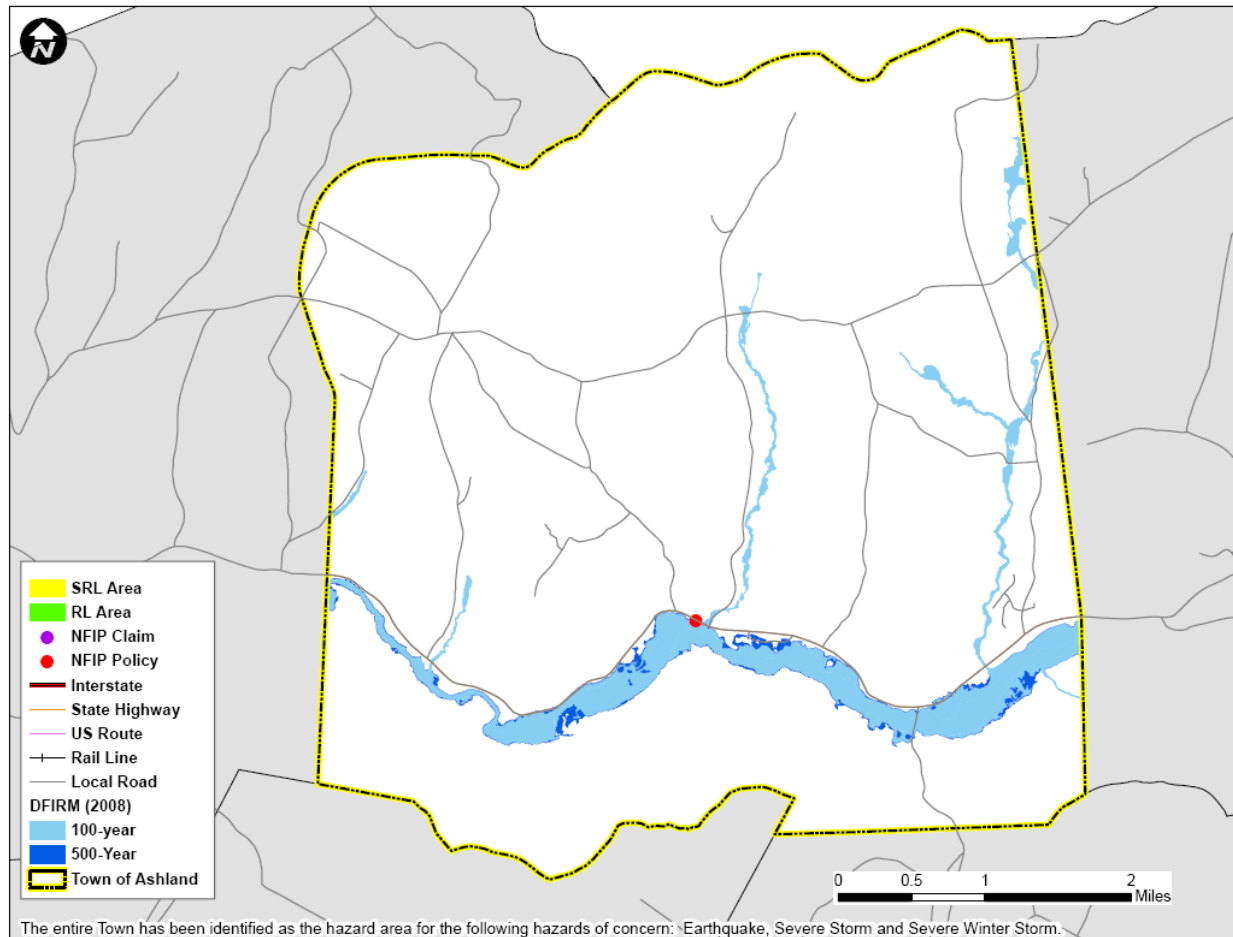 N
SRL Area
RL Area
NFIP Claim
NFIP Policy
Interstate
State Highway
US Route
Rail Line
Local Road
DFIRM (2008)
100-year
500-Year
Town of Ashland
0 0.5 1 2
Miles
The entire Town has been identified as the hazard area for the following hazards of concern: Earthquake, Severe Storm and Severe Winter Storm.